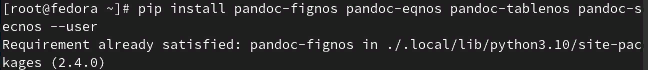 [root@fedora ~]# pip install pandoc-fignos pandoc-eqnos pandoc-tablenos pandoc-s
ecnos --user
Requirement already satisfied: pandoc-fignos in ./.local/lib/python3.10/site-pac
kages (2.4.0)